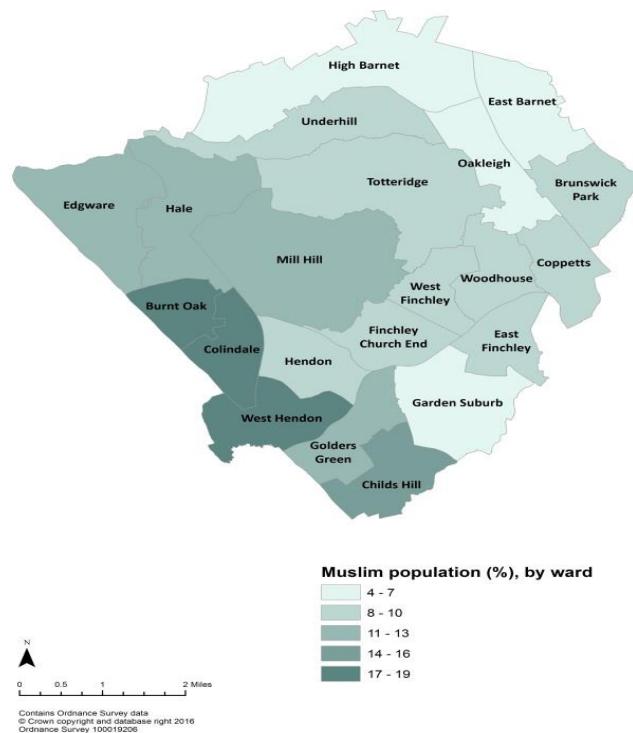 High Barnet
East Barnet
Underhill
Oakleigh
Totteridge
Brunswick
Park
Edgware
Hale
Mill Hill
Coppetts
Woodhouse
West
Finchley
Burnt Oak
Finchley
Church End
East
Finchley
Colindale
Hendon
Garden Suburb
West Hendon
Golders
Green
Childs Hill
Muslim population (%), by ward
4 - 7
8 - 10
11 - 13
14 - 16
17 - 19
N
0 0.5 1 2 Miles
Contains Ordnance Survey data
© Crown copyright and database right 2016
Ordnance Survey 100019206